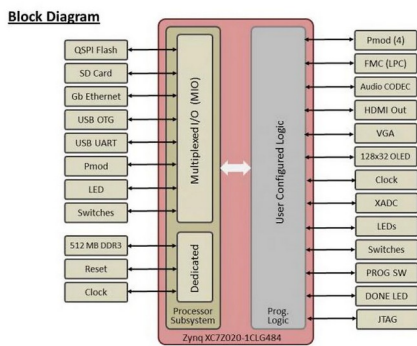 Block Diagram
QSPI Flash
SD Card
Gb Ethernet
USB OTG
USB UART
Pmod
LED
Switches
512 MB DDR3
Reset
Clock
Multiplexed I/O (MIO)
Dedicated
Processor
Subsystem
User Configured Logic
Prog.
Logic
Zynq XC7Z020-1CLG484
Pmod (4)
FMC (LPC)
Audio CODEC
HDMI Out
VGA
128x32 OLED
Clock
XADC
LEDs
Switches
PROG SW
DONE LED
JTAG